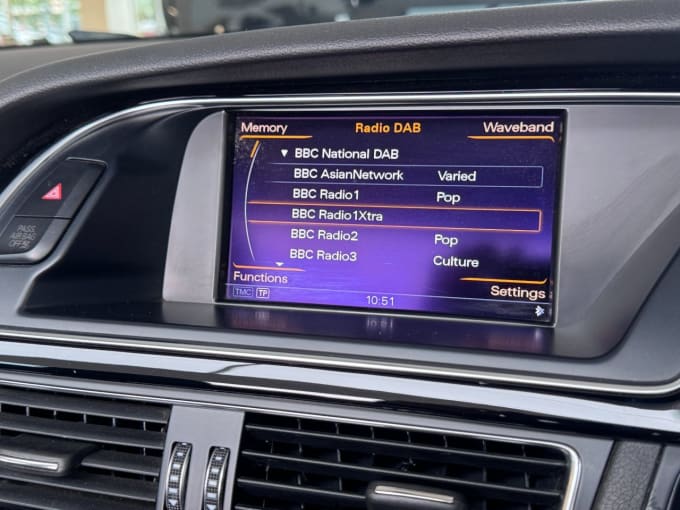 Memory Radio DAB Waveband
BBC National DAB
BBC AsianNetwork Varied
BBC Radio1 Pop
BBC Radio1Xtra
BBC Radio2 Pop
BBC Radio3 Culture
Functions Settings
TMC TP 10:51
PASS
AIR BAG
OFF